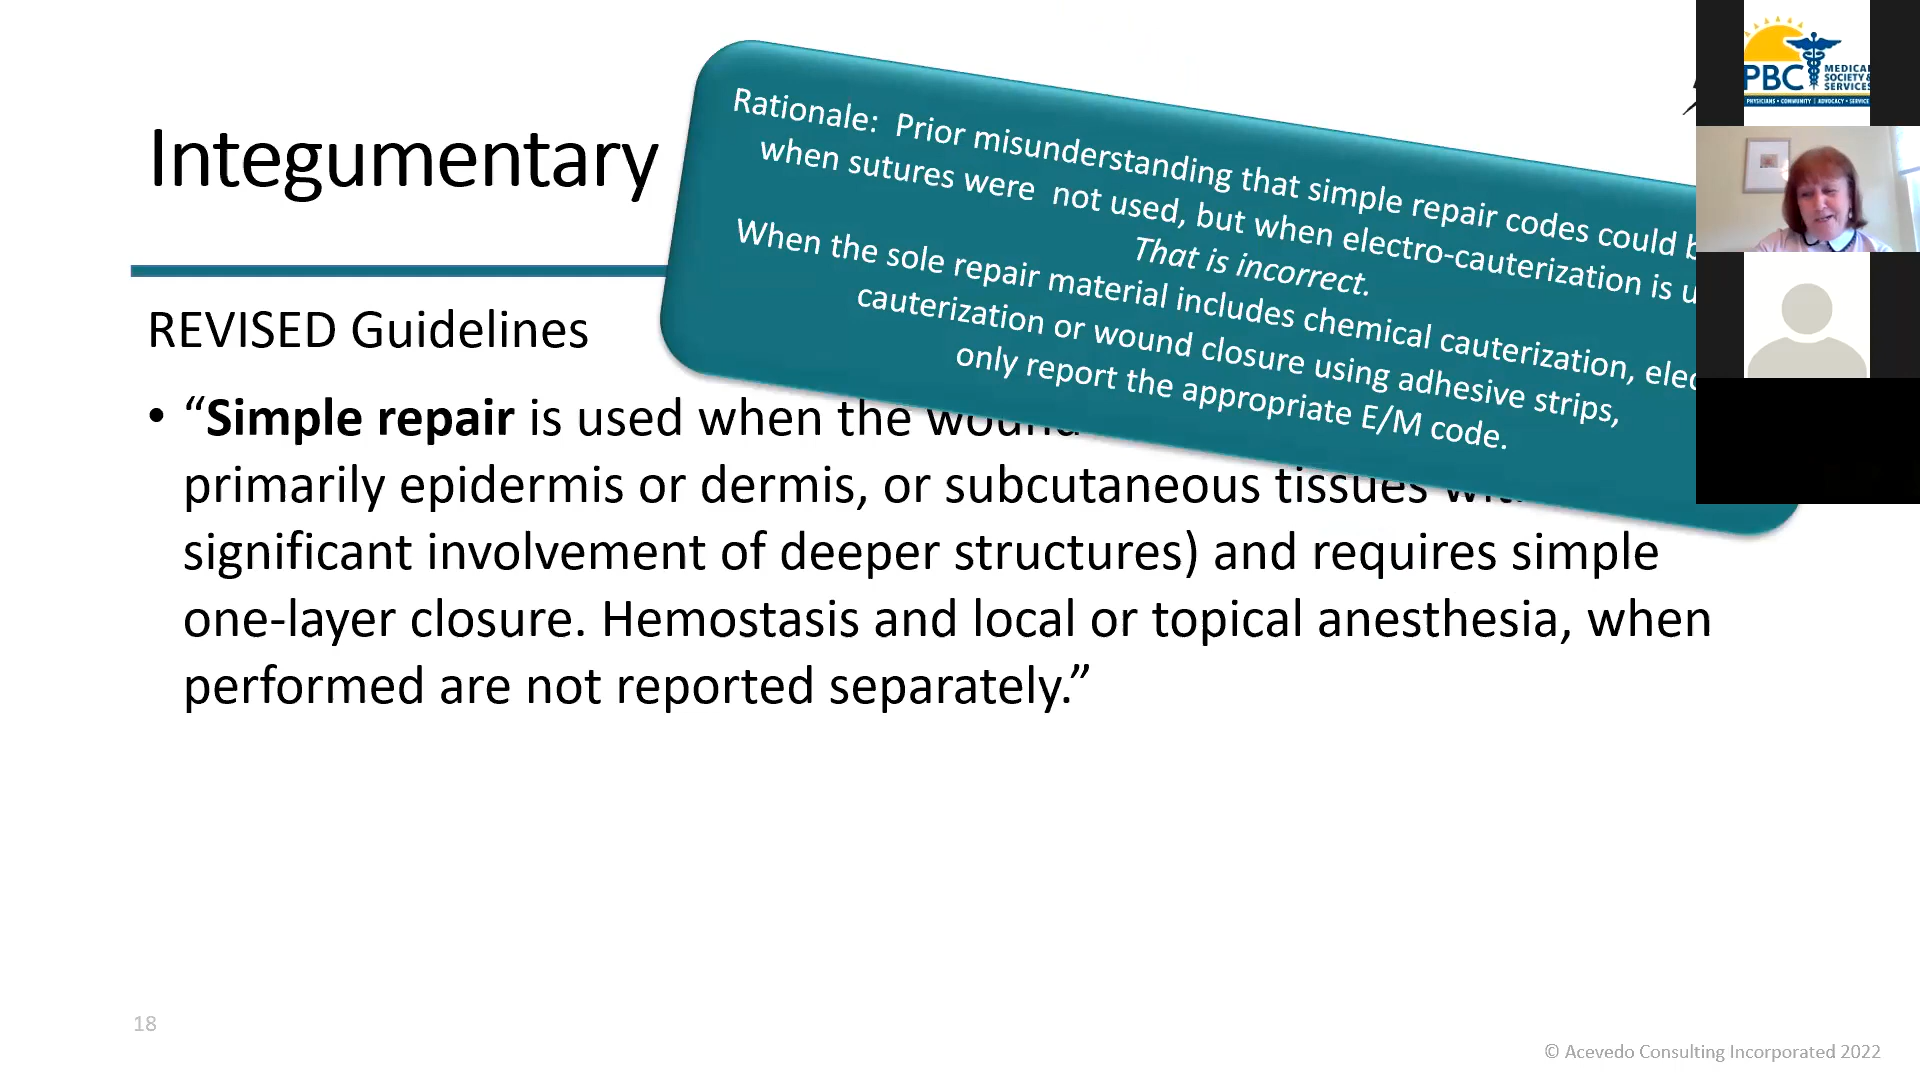 Integumentary
Rationale: Prior misunderstanding that simple repair codes could
when sutures were not used, but when electro-cauterization is
That is incorrect.
When the sole repair material includes chemical cauterization,
cauterization or wound closure using adhesive strips,
only report the appropriate E/M code.
REVISED Guidelines
• “Simple repair is used when the wound
primarily epidermis or dermis, or subcutaneous tissues
significant involvement of deeper structures) and requires simple
one-layer closure. Hemostasis and local or topical anesthesia, when
performed are not reported separately.”
18
© Acevedo Consulting Incorporated 2022
PBC
MEDICAL
SOCIETY &
SERVICES
PHYSICIANS • COMMUNITY | ADVOCACY • SERVICE